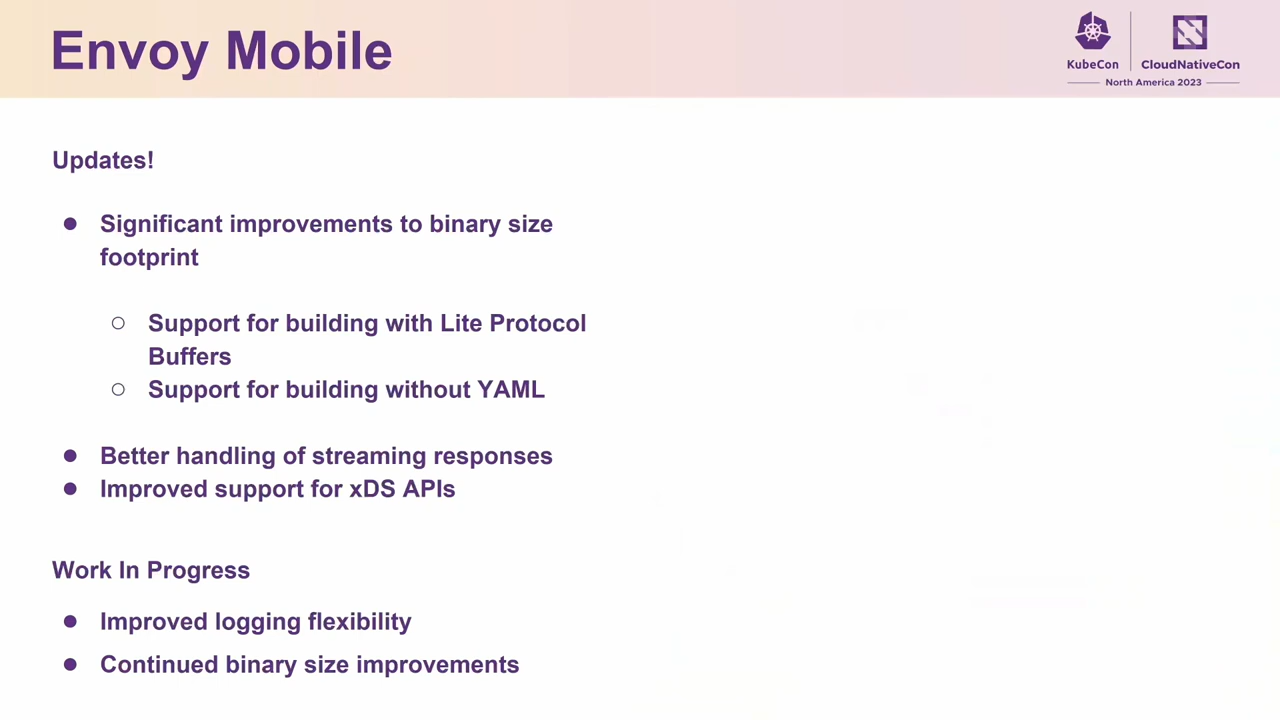 Envoy Mobile
KubeCon
CloudNativeCon
North America 2023
Updates!
● Significant improvements to binary size
footprint
○ Support for building with Lite Protocol
Buffers
○ Support for building without YAML
● Better handling of streaming responses
● Improved support for xDS APIs
Work In Progress
● Improved logging flexibility
● Continued binary size improvements